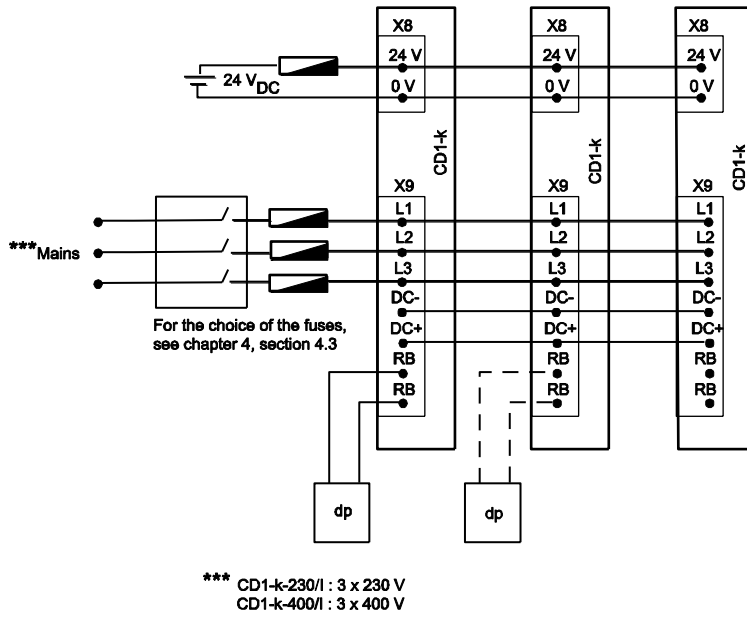 X8
X8
X8
24 V
24 V
24 V
24 VDC
0 V
0 V
0 V
CD1-k
CD1-k
CD1-k
X9
X9
X9
L1
L1
L1
L2
L2
L2
***Mains
L3
L3
L3
DC-
DC-
DC-
For the choice of the fuses,
see chapter 4, section 4.3
DC+
DC+
DC+
RB
RB
RB
RB
RB
RB
dp
dp
*** CD1-k-230/I : 3 x 230 V
CD1-k-400/I : 3 x 400 V